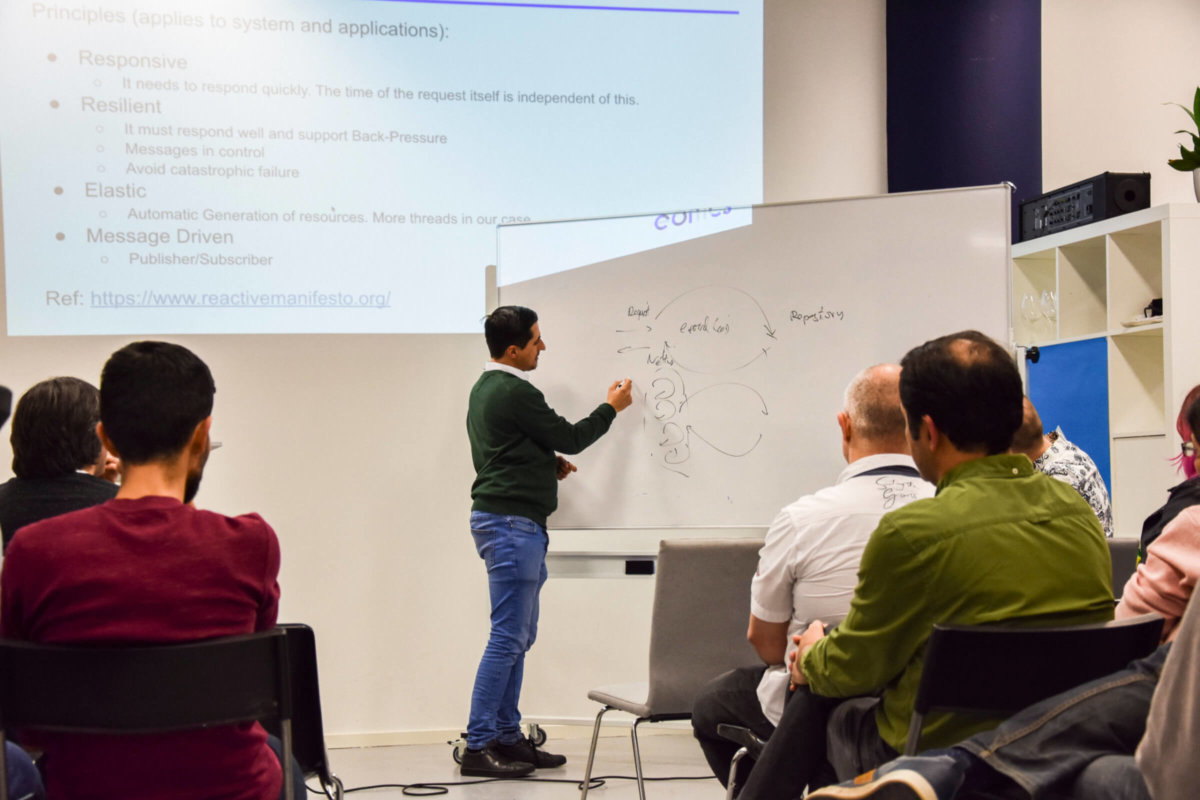 Principles (applies to system and applications):
● Responsive
○ It needs to respond quickly. The time of the request itself is independent of this.
● Resilient
○ It must respond well and support Back-Pressure
○ Messages in control
○ Avoid catastrophic failure
● Elastic
○ Automatic Generation of resources. More threads in our case
● Message Driven
○ Publisher/Subscriber
Ref: https://www.reactivemanifesto.org/
Request
Repository